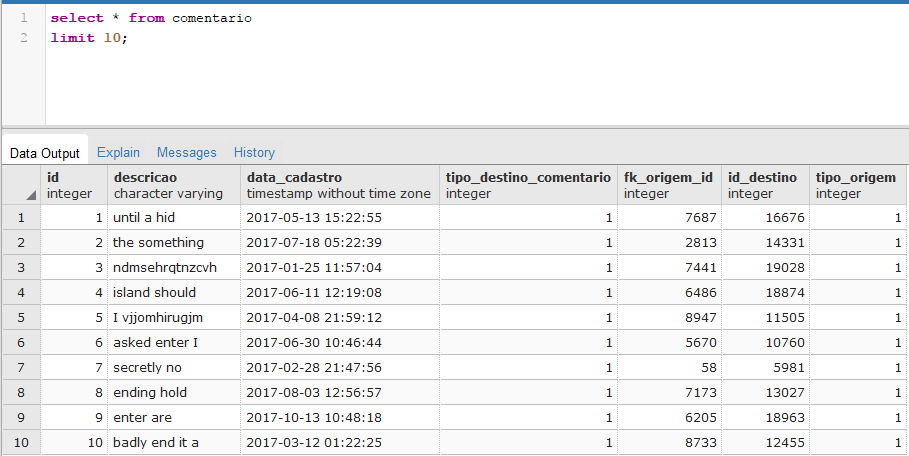 1 select * from comentario
2 limit 10;
Data Output Explain Messages History
id descricao data_cadastro tipo_destino_comentario fk_origem_id id_destino tipo_origem
integer character varying timestamp without time zone integer integer integer integer
1 1 until a hid 2017-05-13 15:22:55 1 7687 16676 1
2 2 the something 2017-07-18 05:22:39 1 2813 14331 1
3 3 ndmsehrqtnzcvh 2017-01-25 11:57:04 1 7441 19028 1
4 4 island should 2017-06-11 12:19:08 1 6486 18874 1
5 5 I vjjomhirugjm 2017-04-08 21:59:12 1 8947 11505 1
6 6 asked enter I 2017-06-30 10:46:44 1 5670 10760 1
7 7 secretly no 2017-02-28 21:47:56 1 58 5981 1
8 8 ending hold 2017-08-03 12:56:57 1 7173 13027 1
9 9 enter are 2017-10-13 10:48:18 1 6205 18963 1
10 10 badly end it a 2017-03-12 01:22:25 1 8733 12455 1